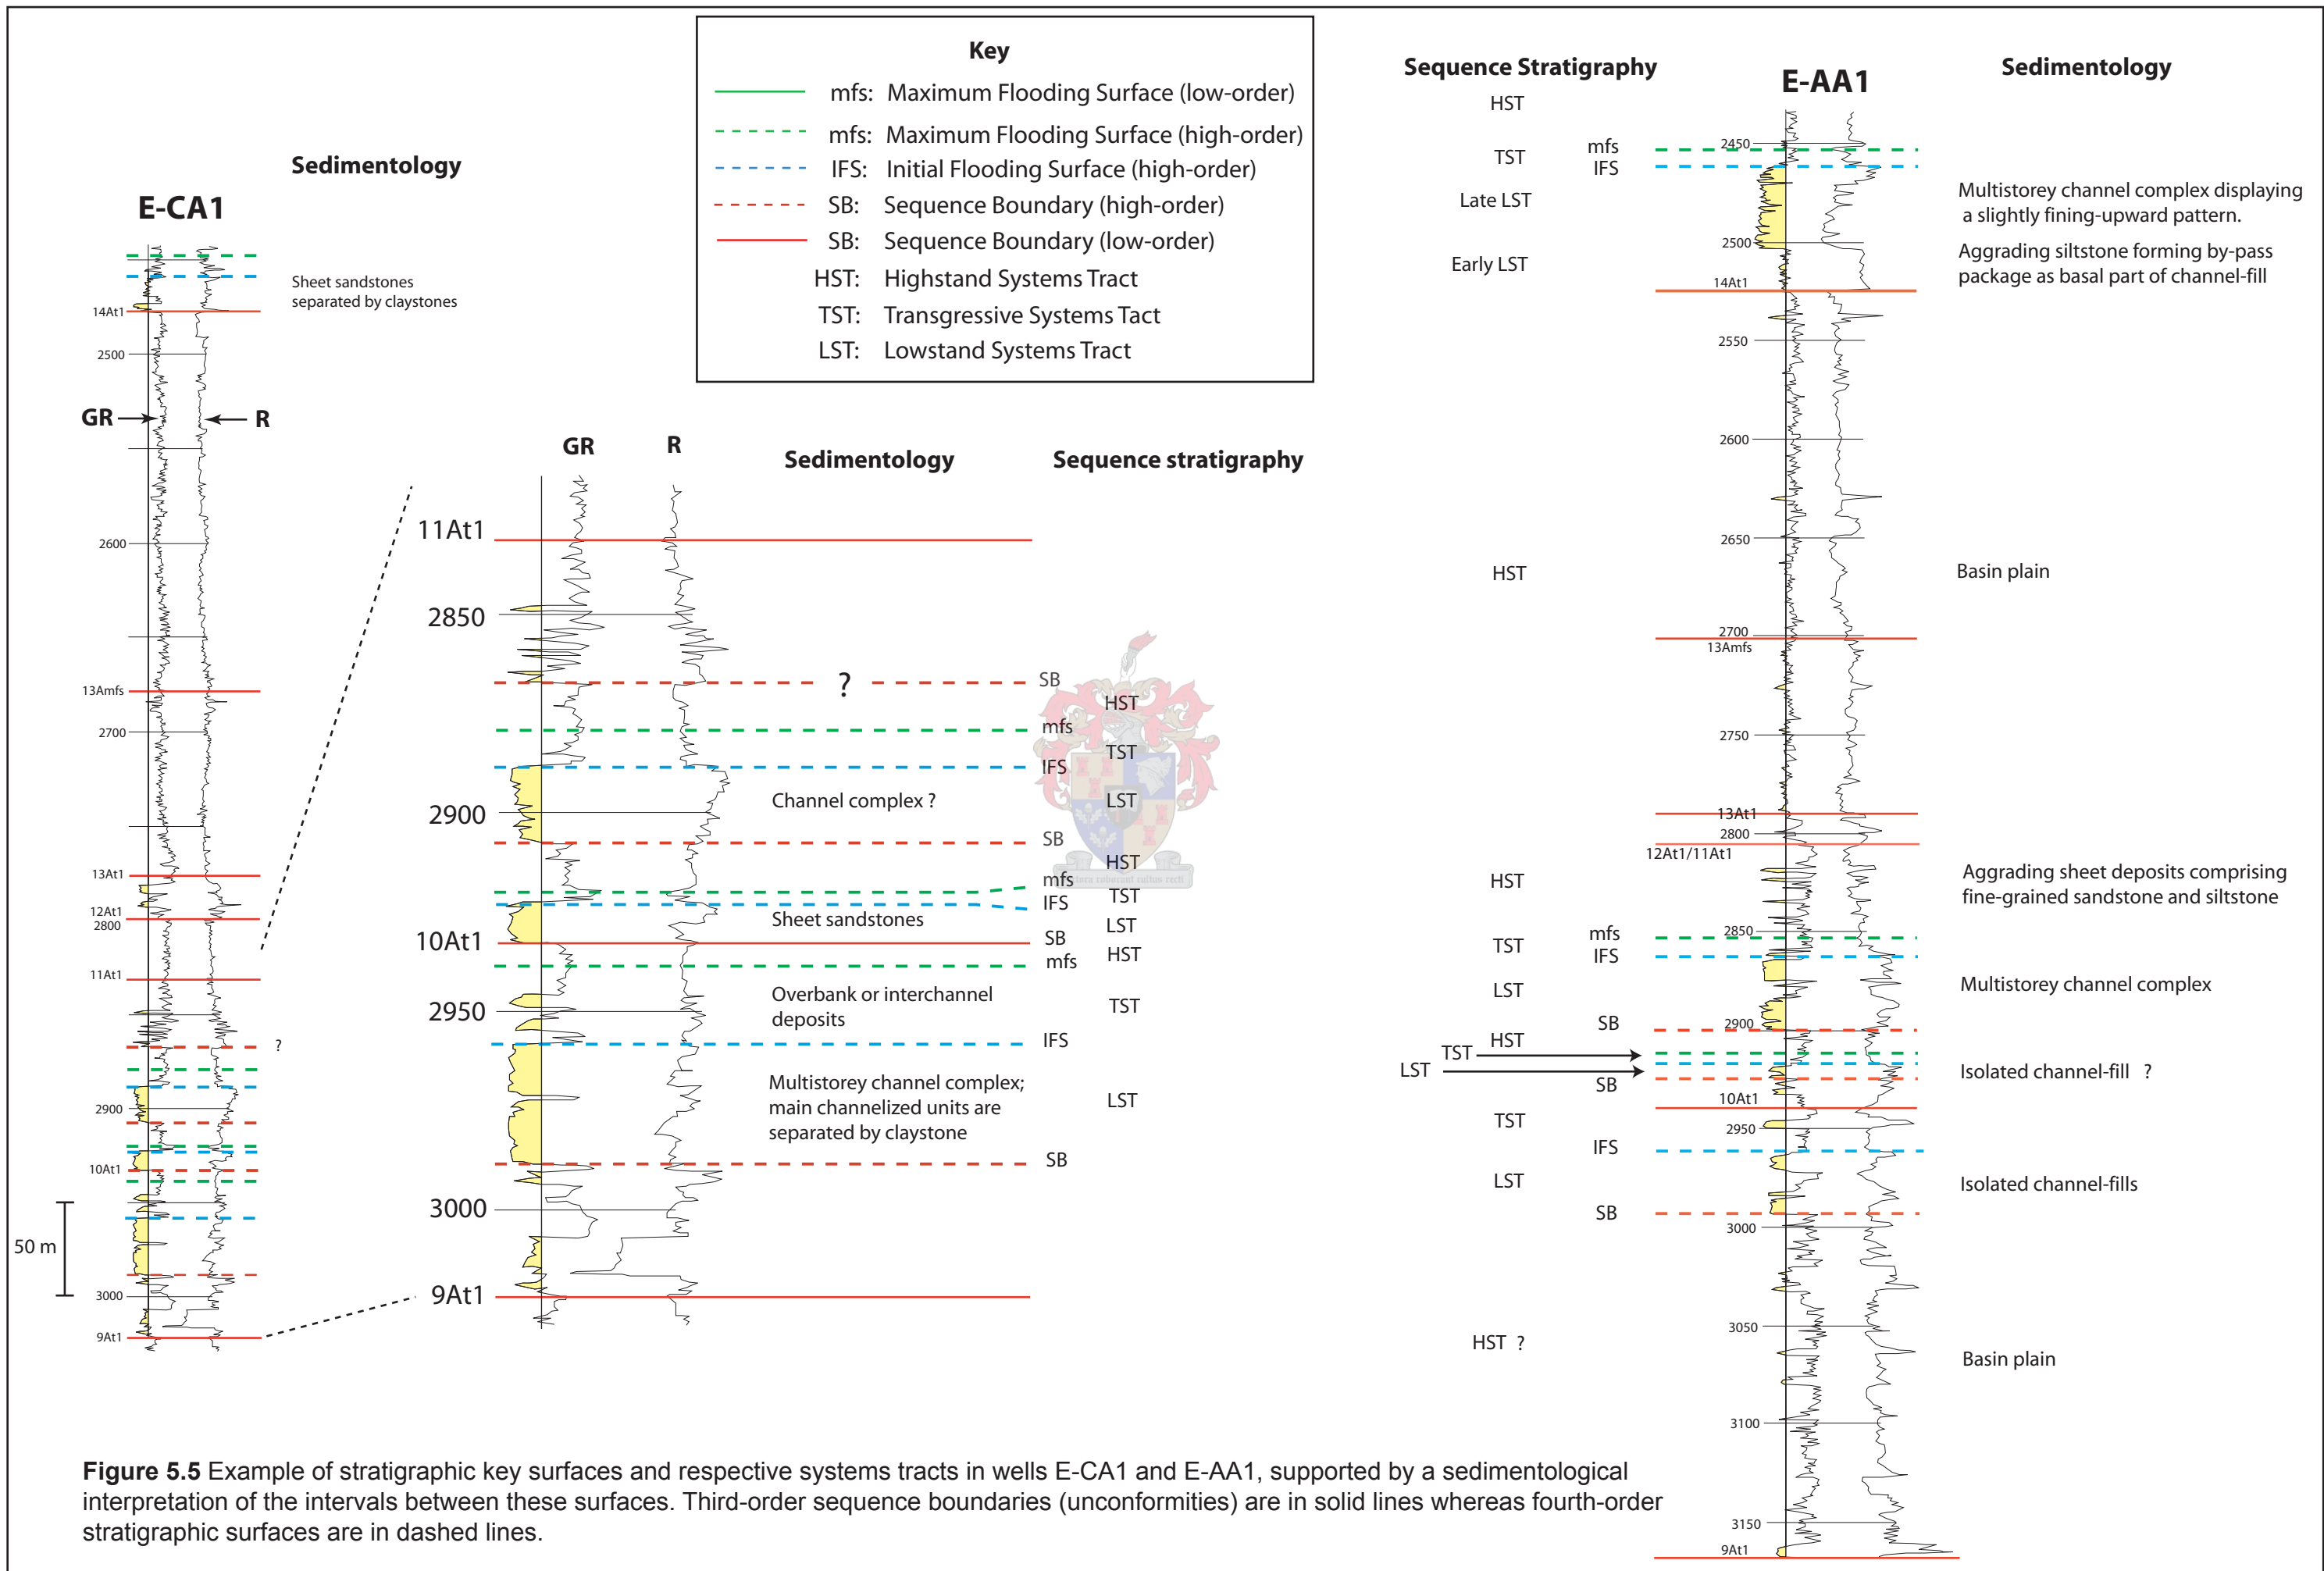 Key
mfs: Maximum Flooding Surface (low-order)
mfs: Maximum Flooding Surface (high-order)
IFS: Initial Flooding Surface (high-order)
SB: Sequence Boundary (high-order)
SB: Sequence Boundary (low-order)
HST: Highstand Systems Tract
TST: Transgressive Systems Tact
LST: Lowstand Systems Tract
Sedimentology
E-CA1
Sheet sandstones
separated by claystones
14At1
2500
GR
R
2600
13Amfs
2700
13At1
12At1
2800
11At1
?
2900
10At1
50 m
3000
9At1
GR
R
Sedimentology
Sequence stratigraphy
11At1
2850
?
SB
HST
mfs
TST
IFS
Channel complex ?
LST
2900
SB
HST
mfs
TST
IFS
Sheet sandstones
LST
10At1
SB
HST
mfs
Overbank or interchannel
deposits
TST
2950
IFS
Multistorey channel complex;
main channelized units are
separated by claystone
LST
SB
3000
9At1
Sequence Stratigraphy
E-AA1
Sedimentology
HST
2450
mfs
TST
IFS
Late LST
Multistorey channel complex displaying
a slightly fining-upward pattern.
2500
Early LST
Aggrading siltstone forming by-pass
package as basal part of channel-fill
14At1
2550
2600
2650
HST
Basin plain
2700
13Amfs
2750
13At1
2800
12At1/11At1
HST
Aggrading sheet deposits comprising
fine-grained sandstone and siltstone
2850
mfs
TST
IFS
LST
Multistorey channel complex
2900
SB
HST
TST
LST
Isolated channel-fill ?
SB
10At1
TST
2950
IFS
LST
Isolated channel-fills
SB
3000
3050
HST ?
Basin plain
3100
3150
9At1
Figure 5.5 Example of stratigraphic key surfaces and respective systems tracts in wells E-CA1 and E-AA1, supported by a sedimentological
interpretation of the intervals between these surfaces. Third-order sequence boundaries (unconformities) are in solid lines whereas fourth-order
stratigraphic surfaces are in dashed lines.